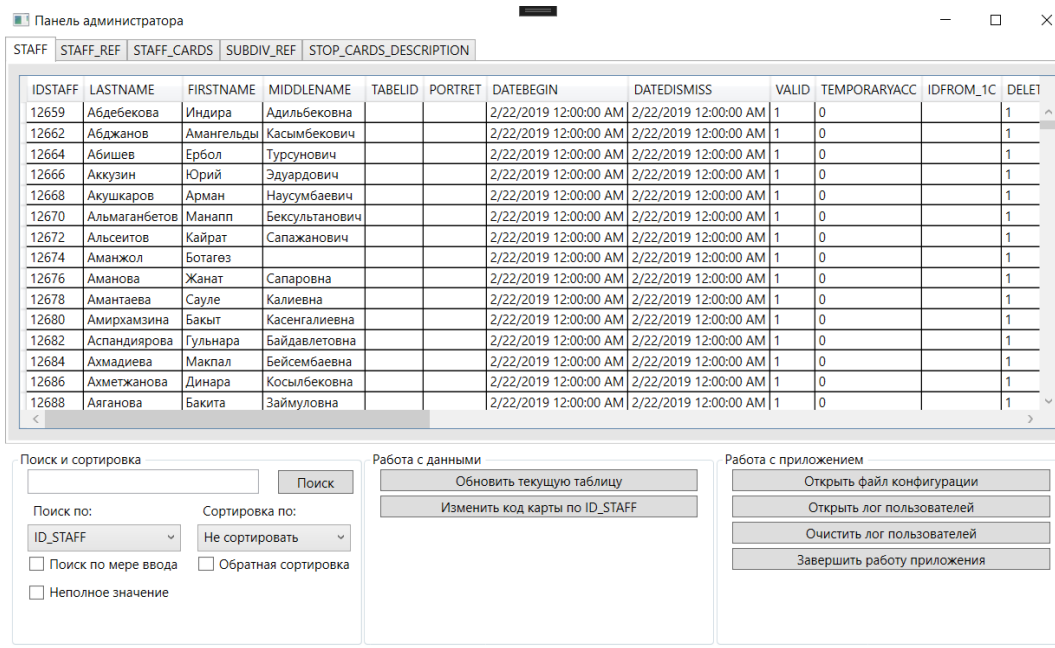 Панель администратора
STAFF STAFF_REF STAFF_CARDS SUBDIV_REF STOP_CARDS_DESCRIPTION
IDSTAFF LASTNAME FIRSTNAME MIDDLENAME TABELID PORTRET DATEBEGIN DATEDISMISS VALID TEMPORARYACC IDFROM_1C DELET
12659 Абдебекова Индира Адильбековна 2/22/2019 12:00:00 AM 2/22/2019 12:00:00 AM 1 0 1
12662 Абджанов Амангельды Касымбекович 2/22/2019 12:00:00 AM 2/22/2019 12:00:00 AM 1 0 1
12664 Абишев Ербол Турсунович 2/22/2019 12:00:00 AM 2/22/2019 12:00:00 AM 1 0 1
12666 Аккузин Юрий Эдуардович 2/22/2019 12:00:00 AM 2/22/2019 12:00:00 AM 1 0 1
12668 Акушкаров Арман Наусумбаевич 2/22/2019 12:00:00 AM 2/22/2019 12:00:00 AM 1 0 1
12670 Альмаганбетов Манапп Бексультанович 2/22/2019 12:00:00 AM 2/22/2019 12:00:00 AM 1 0 1
12672 Альсеитов Кайрат Сапажанович 2/22/2019 12:00:00 AM 2/22/2019 12:00:00 AM 1 0 1
12674 Аманжол Ботагөз 2/22/2019 12:00:00 AM 2/22/2019 12:00:00 AM 1 0 1
12676 Аманова Жанат Сапаровна 2/22/2019 12:00:00 AM 2/22/2019 12:00:00 AM 1 0 1
12678 Амантаева Сауле Калиевна 2/22/2019 12:00:00 AM 2/22/2019 12:00:00 AM 1 0 1
12680 Амирхамзина Бакыт Касенгалиевна 2/22/2019 12:00:00 AM 2/22/2019 12:00:00 AM 1 0 1
12682 Аспандиярова Гульнара Байдавлетовна 2/22/2019 12:00:00 AM 2/22/2019 12:00:00 AM 1 0 1
12684 Ахмадиева Макпал Бейсембаевна 2/22/2019 12:00:00 AM 2/22/2019 12:00:00 AM 1 0 1
12686 Ахметжанова Динара Косылбековна 2/22/2019 12:00:00 AM 2/22/2019 12:00:00 AM 1 0 1
12688 Аяганова Бакита Займуловна 2/22/2019 12:00:00 AM 2/22/2019 12:00:00 AM 1 0 1
Поиск и сортировка
Поиск
Поиск по: Сортировка по:
ID_STAFF Не сортировать
Поиск по мере ввода Обратная сортировка
Неполное значение
Работа с данными
Обновить текущую таблицу
Изменить код карты по ID_STAFF
Работа с приложением
Открыть файл конфигурации
Открыть лог пользователей
Очистить лог пользователей
Завершить работу приложения